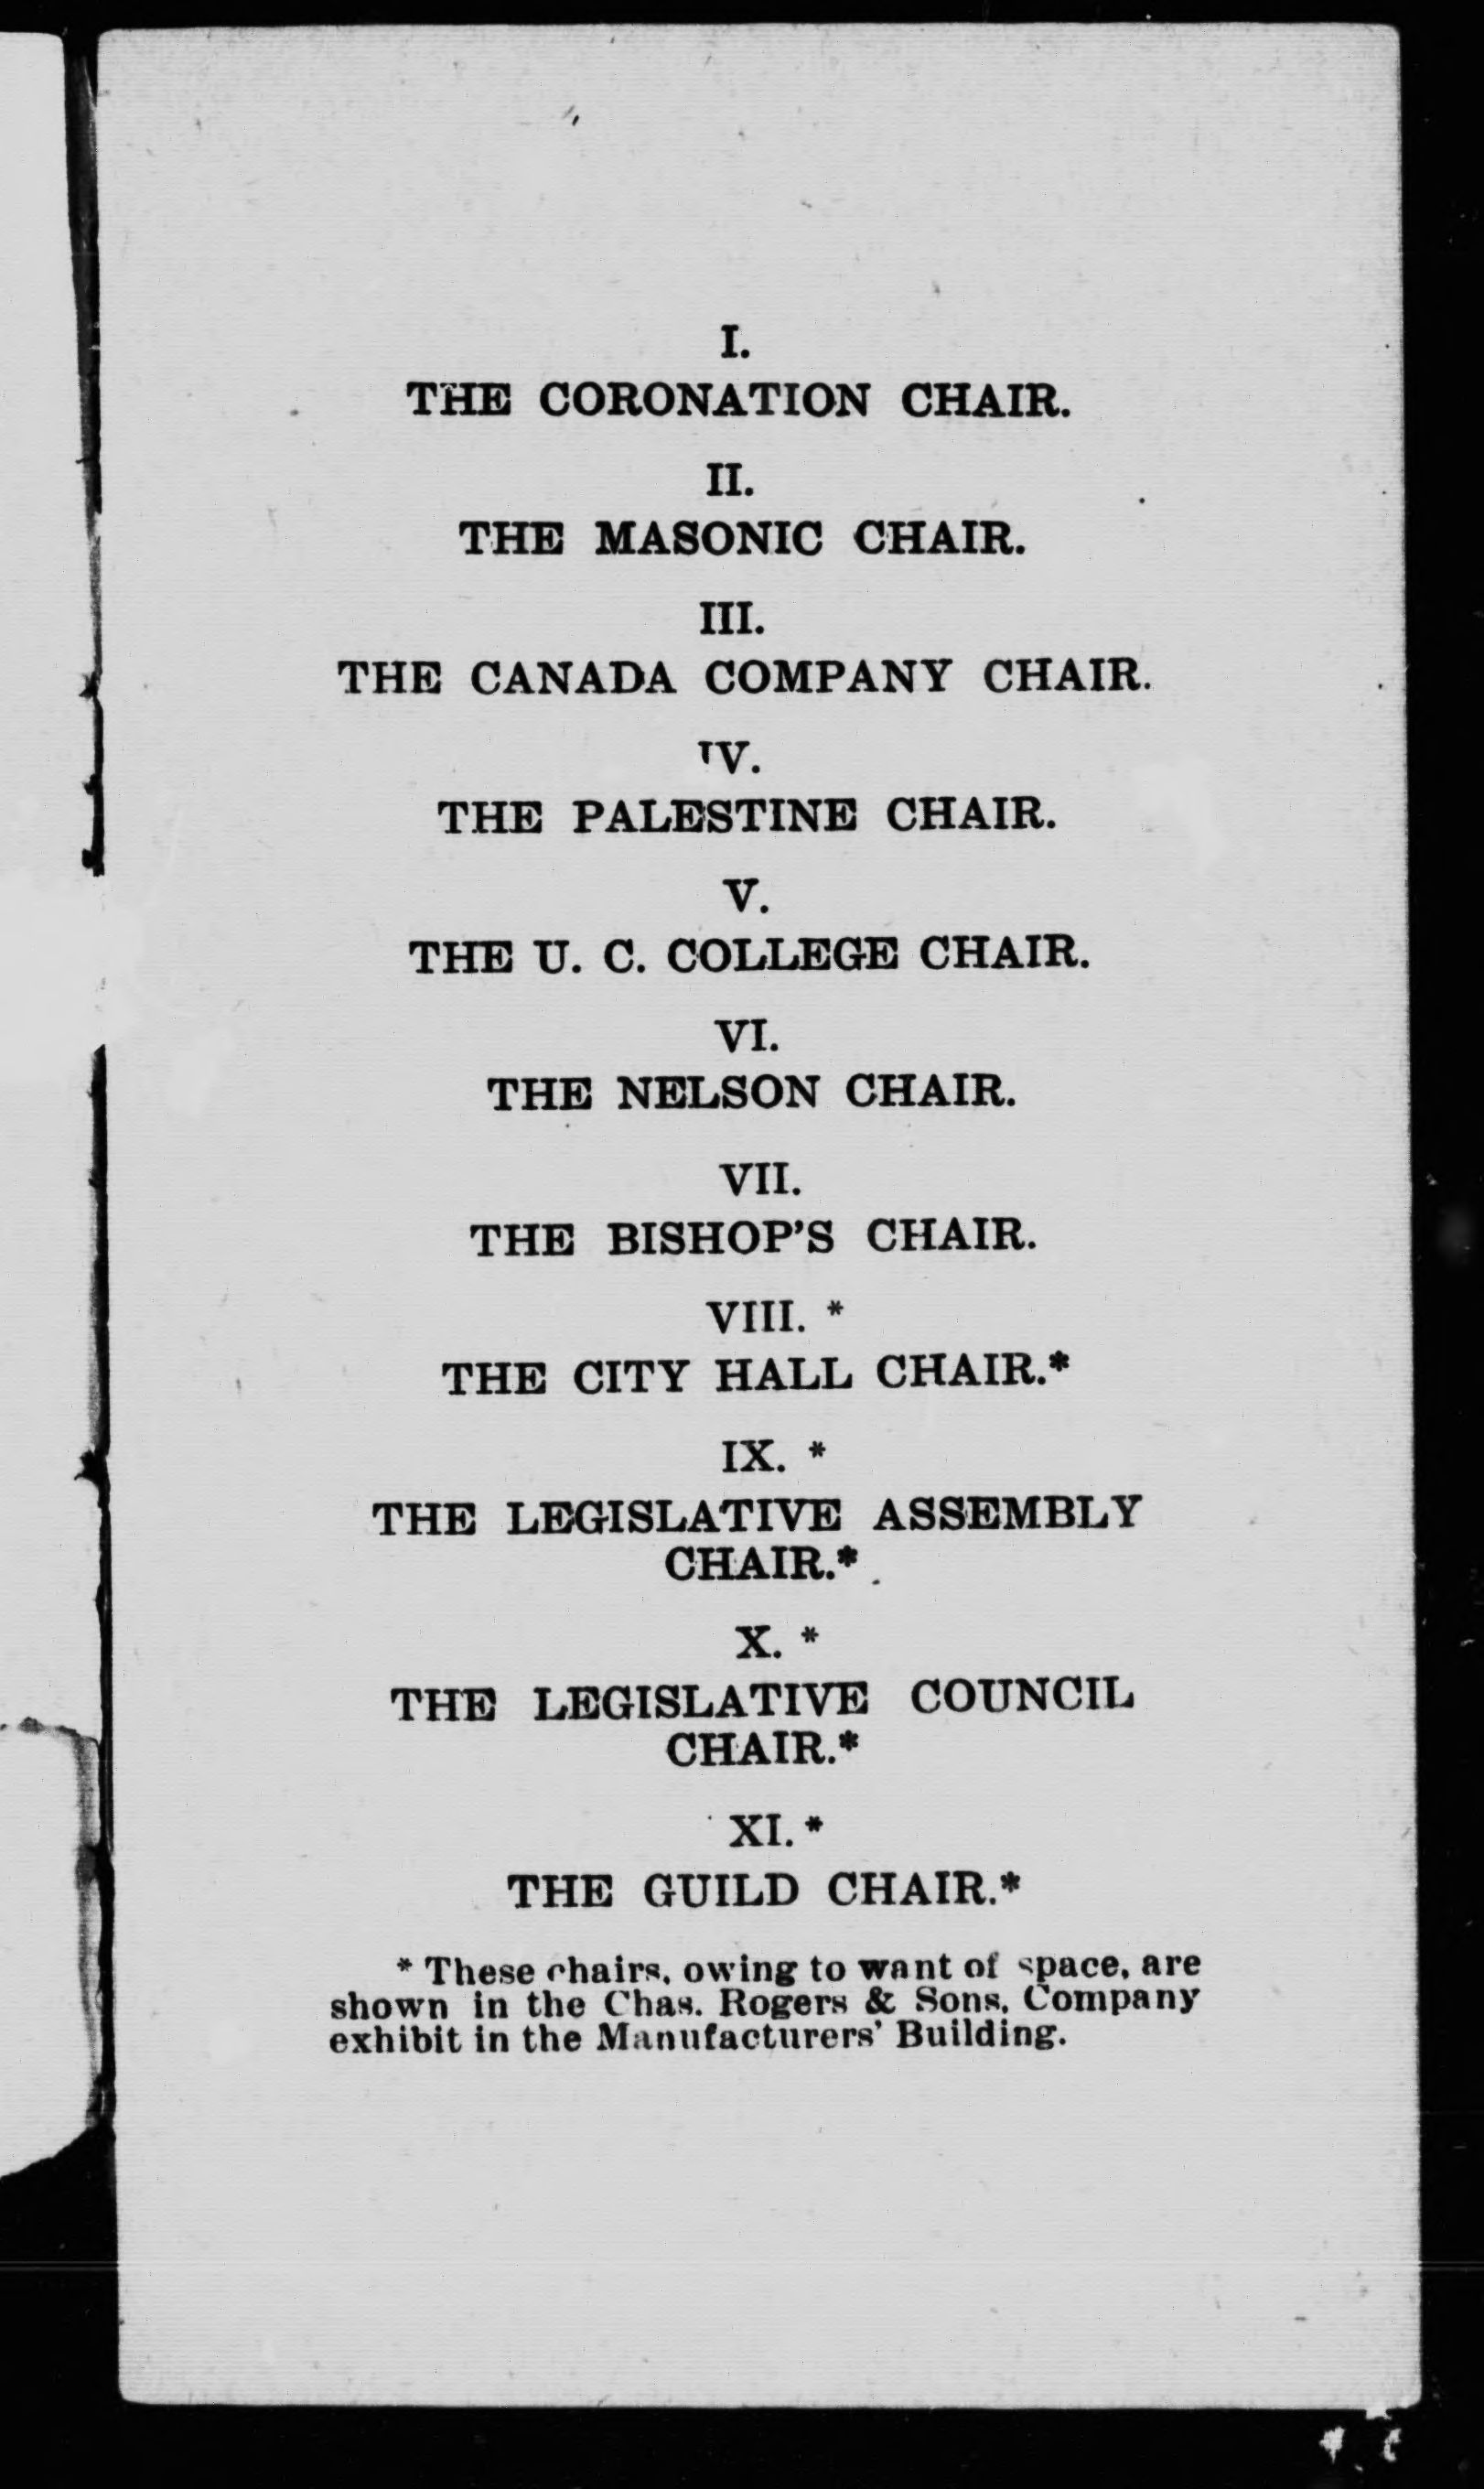 I.
THE CORONATION CHAIR.
II.
THE MASONIC CHAIR.
III.
THE CANADA COMPANY CHAIR.
IV.
THE PALESTINE CHAIR.
V.
THE U. C. COLLEGE CHAIR.
VI.
THE NELSON CHAIR.
VII.
THE BISHOP'S CHAIR.
VIII. *
THE CITY HALL CHAIR.*
IX. *
THE LEGISLATIVE ASSEMBLY
CHAIR.*
X. *
THE LEGISLATIVE COUNCIL
CHAIR.*
XI. *
THE GUILD CHAIR.*
* These chairs, owing to want of space, are
shown in the Chas. Rogers & Sons, Company
exhibit in the Manufacturers' Building.